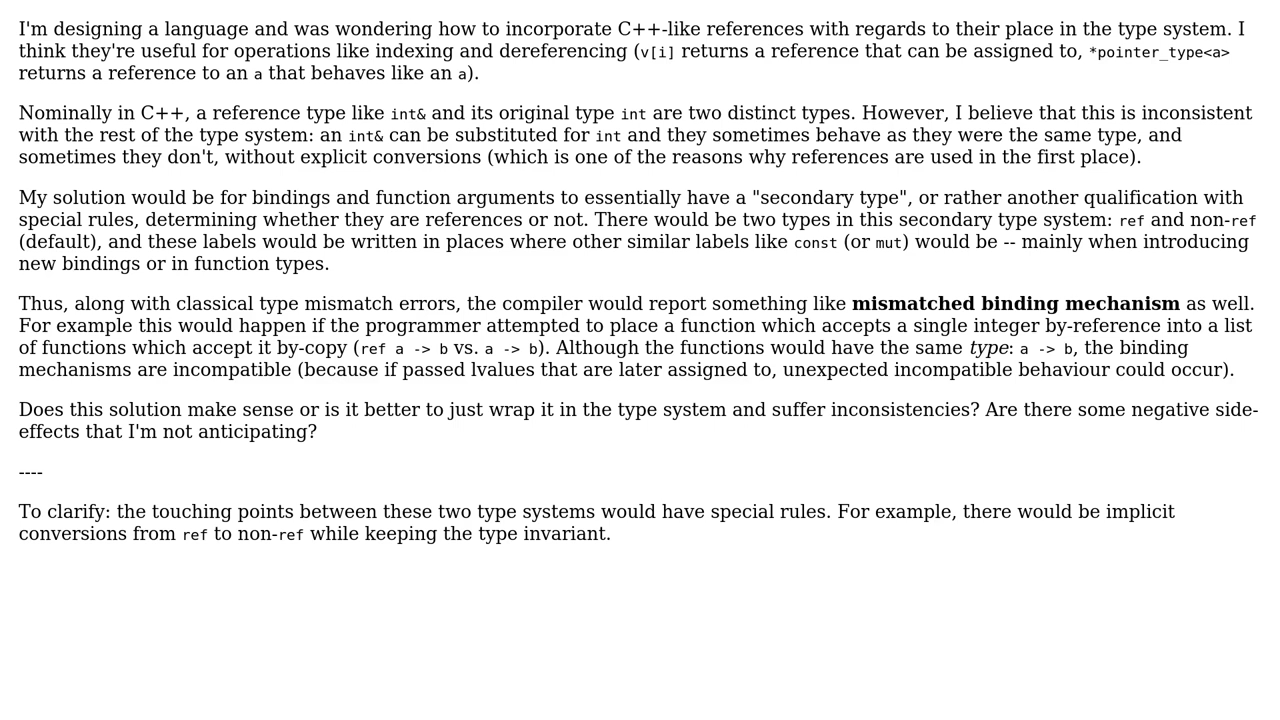 I'm designing a language and was wondering how to incorporate C++-like references with regards to their place in the type system. I
think they're useful for operations like indexing and dereferencing (v[i] returns a reference that can be assigned to, *pointer_type<a>
returns a reference to an a that behaves like an a).
Nominally in C++, a reference type like int& and its original type int are two distinct types. However, I believe that this is inconsistent
with the rest of the type system: an int& can be substituted for int and they sometimes behave as they were the same type, and
sometimes they don't, without explicit conversions (which is one of the reasons why references are used in the first place).
My solution would be for bindings and function arguments to essentially have a "secondary type", or rather another qualification with
special rules, determining whether they are references or not. There would be two types in this secondary type system: ref and non-ref
(default), and these labels would be written in places where other similar labels like const (or mut) would be -- mainly when introducing
new bindings or in function types.
Thus, along with classical type mismatch errors, the compiler would report something like mismatched binding mechanism as well.
For example this would happen if the programmer attempted to place a function which accepts a single integer by-reference into a list
of functions which accept it by-copy (ref a -> b vs. a -> b). Although the functions would have the same type: a -> b, the binding
mechanisms are incompatible (because if passed lvalues that are later assigned to, unexpected incompatible behaviour could occur).
Does this solution make sense or is it better to just wrap it in the type system and suffer inconsistencies? Are there some negative side-
effects that I'm not anticipating?
----
To clarify: the touching points between these two type systems would have special rules. For example, there would be implicit
conversions from ref to non-ref while keeping the type invariant.